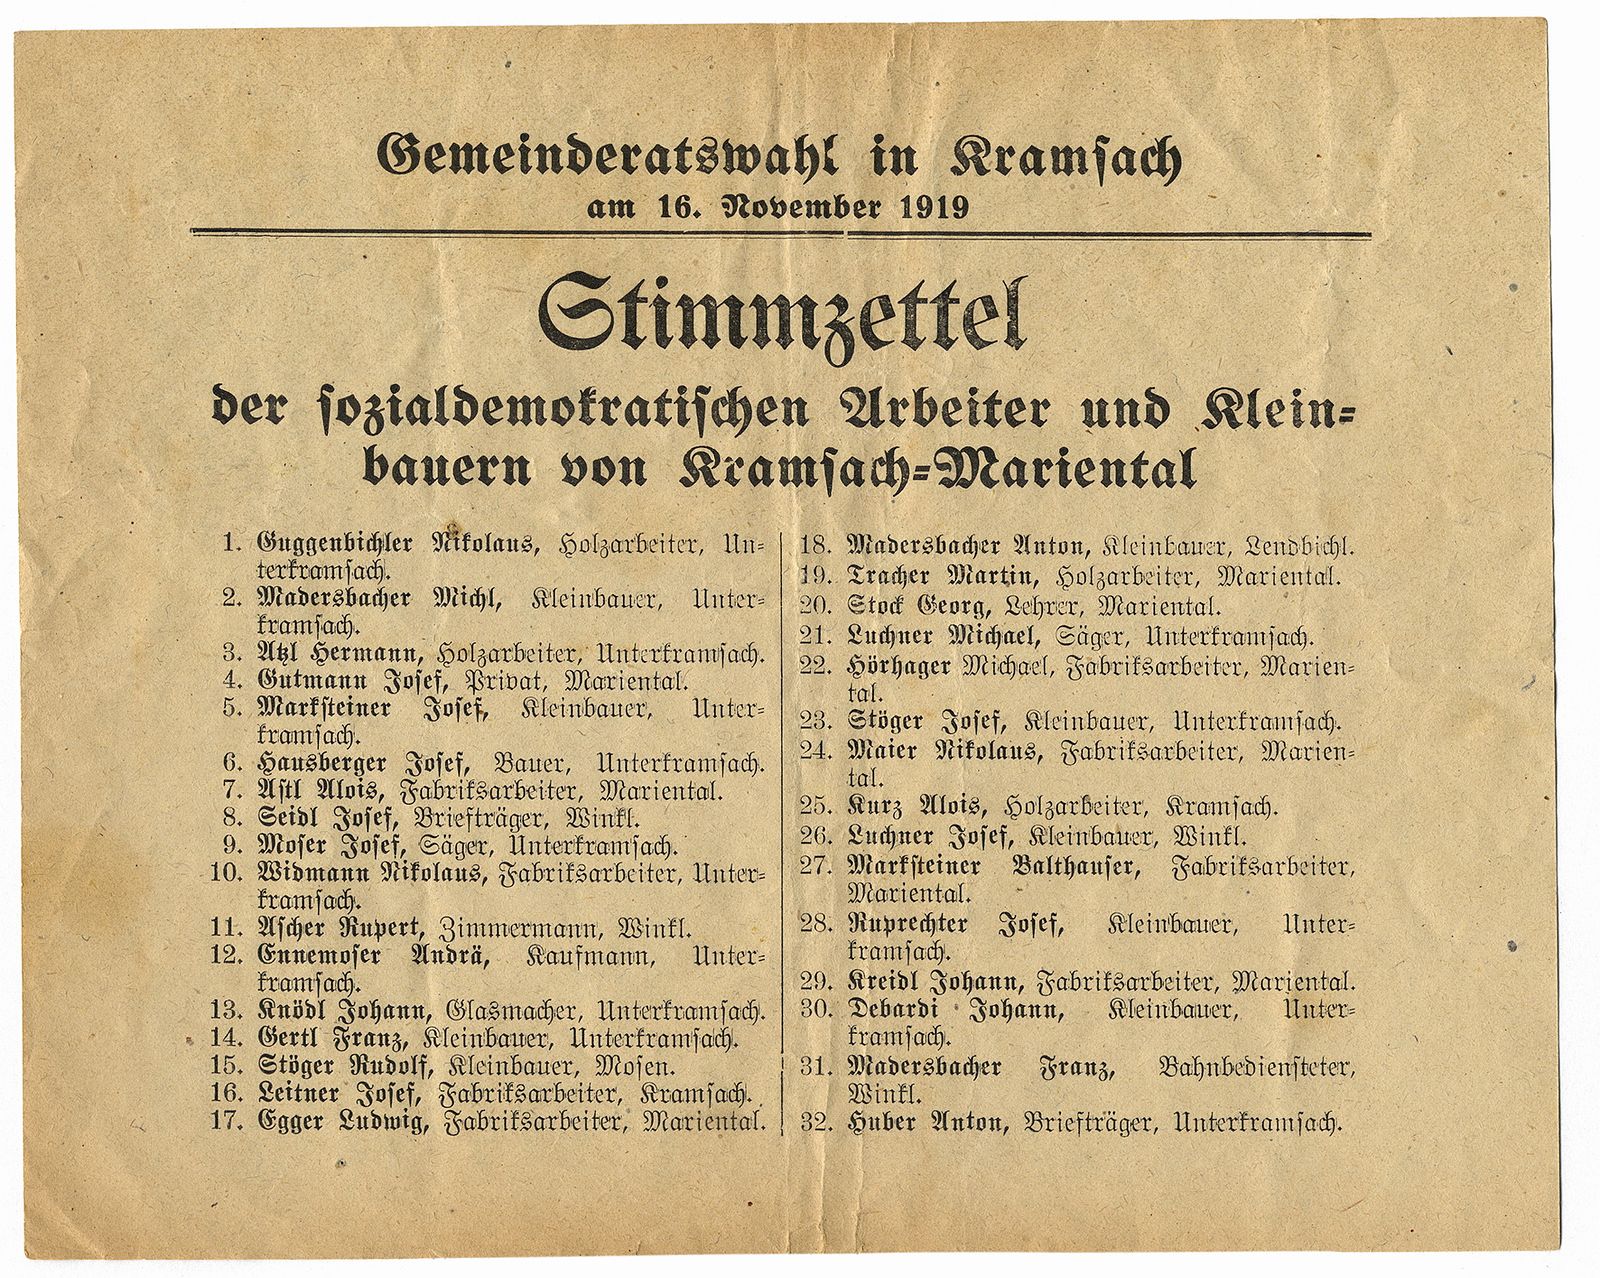 Gemeinderatswahl in Kramsach
am 16. November 1919
Stimmzettel
der sozialdemokratischen Arbeiter und Klein-
bauern von Kramsach-Mariental
1. Guggenbichler Nikolaus, Holzarbeiter, Un-
terkramsach.
2. Madersbacher Michl, Kleinbauer, Unter-
kramsach.
3. Atzl Hermann, Holzarbeiter, Unterkramsach.
4. Gutmann Josef, Privat, Mariental.
5. Marksteiner Josef, Kleinbauer, Unter-
kramsach.
6. Hausberger Josef, Bauer, Unterkramsach.
7. Astl Alois, Fabriksarbeiter, Mariental.
8. Seidl Josef, Briefträger, Winkl.
9. Moser Josef, Säger, Unterkramsach.
10. Widmann Nikolaus, Fabriksarbeiter, Unter-
kramsach.
11. Ascher Rupert, Zimmermann, Winkl.
12. Ennemoser Andrä, Kaufmann, Unter-
kramsach.
13. Knödl Johann, Glasmacher, Unterkramsach.
14. Gertl Franz, Kleinbauer, Unterkramsach.
15. Stöger Rudolf, Kleinbauer, Mosen.
16. Leitner Josef, Fabriksarbeiter, Kramsach.
17. Egger Ludwig, Fabriksarbeiter, Mariental.
18. Madersbacher Anton, Kleinbauer, Lendbichl.
19. Tracher Martin, Holzarbeiter, Mariental.
20. Stock Georg, Lehrer, Mariental.
21. Luchner Michael, Säger, Unterkramsach.
22. Hörhager Michael, Fabriksarbeiter, Marien-
tal.
23. Stöger Josef, Kleinbauer, Unterkramsach.
24. Maier Nikolaus, Fabriksarbeiter, Marien-
tal.
25. Kurz Alois, Holzarbeiter, Kramsach.
26. Luchner Josef, Kleinbauer, Winkl.
27. Marksteiner Balthauser, Fabriksarbeiter,
Mariental.
28. Ruprechter Josef, Kleinbauer, Unter-
kramsach.
29. Kreidl Johann, Fabriksarbeiter, Mariental.
30. Debardi Johann, Kleinbauer, Unter-
kramsach.
31. Madersbacher Franz, Bahnbediensteter,
Winkl.
32. Huber Anton, Briefträger, Unterkramsach.